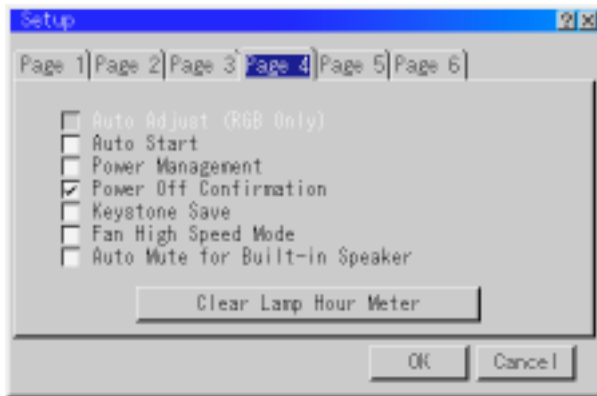 Setup
Page 1 Page 2 Page 3 Page 4 Page 5 Page 6
Auto Adjust (RGB Only)
Auto Start
Power Management
Power Off Confirmation
Keystone Save
Fan High Speed Mode
Auto Mute for Built-in Speaker
Clear Lamp Hour Meter
OK Cancel